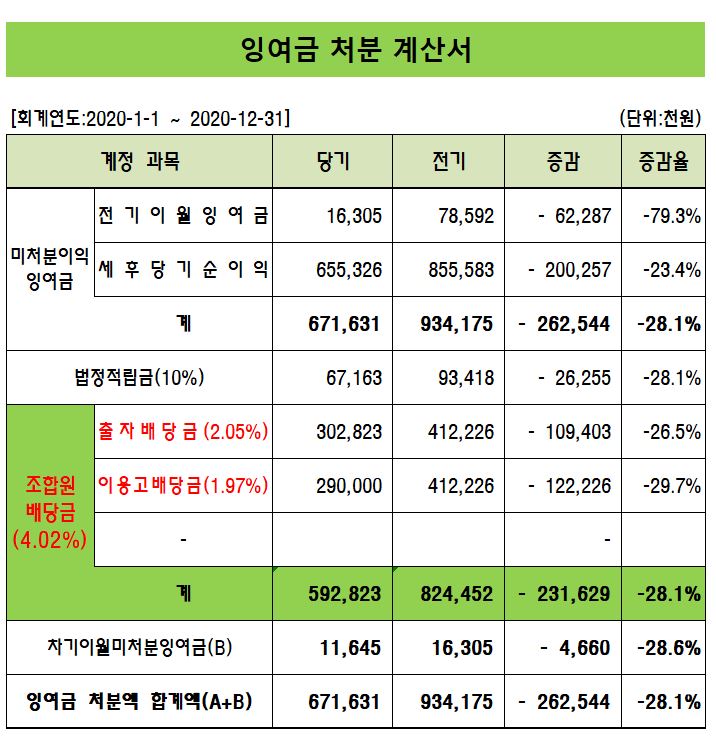 잉여금 처분 계산서
[회계연도:2020-1-1 ~ 2020-12-31] (단위:천원)
계정 과목 당기 전기 증감 증감율
미처분이익
잉여금
전기이월잉여금 16,305 78,592 - 62,287 -79.3%
세후당기순이익 655,326 855,583 - 200,257 -23.4%
계 671,631 934,175 - 262,544 -28.1%
법정적립금(10%) 67,163 93,418 - 26,255 -28.1%
조합원
배당금
(4.02%)
출자배당금(2.05%) 302,823 412,226 - 109,403 -26.5%
이용고배당금(1.97%) 290,000 412,226 - 122,226 -29.7%
- -
계 592,823 824,452 - 231,629 -28.1%
차기이월미처분잉여금(B) 11,645 16,305 - 4,660 -28.6%
잉여금 처분액 합계액(A+B) 671,631 934,175 - 262,544 -28.1%